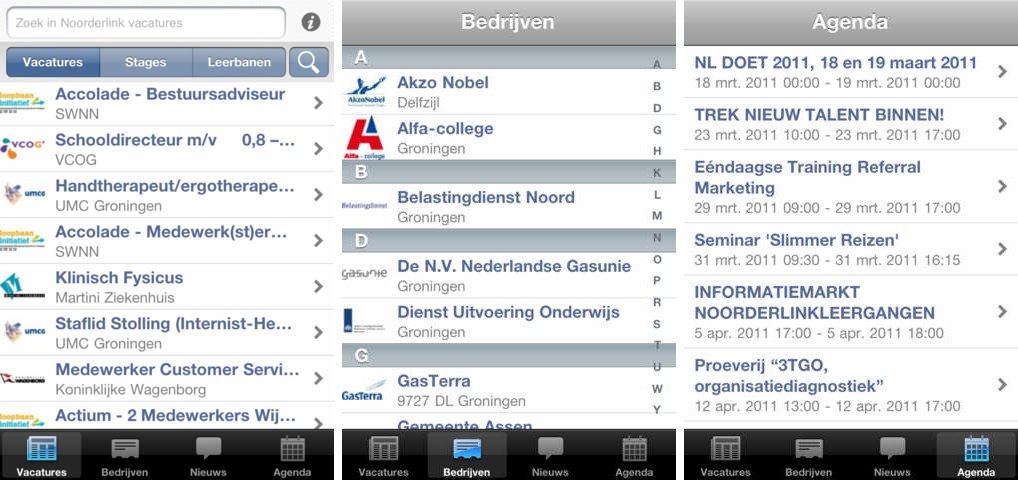 Zoek in Noorderlink vacatures
Vacatures Stages Leerbanen
loopbaan
initiatief
Accolade - Bestuursadviseur
SWNN
VCOG
Schooldirecteur m/v 0,8 –...
VCOG
umcg
Handtherapeut/ergotherape...
UMC Groningen
loopbaan
initiatief
Accolade - Medewerk(st)er...
SWNN
Klinisch Fysicus
Martini Ziekenhuis
umcg
Staflid Stolling (Internist-He...
UMC Groningen
WAGENBORG
Medewerker Customer Servi...
Koninklijke Wagenborg
loopbaan
initiatief
Actium - 2 Medewerkers Wij...
Vacatures Bedrijven Nieuws Agenda
Bedrijven
A
AkzoNobel
Akzo Nobel
Delfzijl
Alfa - college
Alfa-college
Groningen
B
Belastingdienst
Belastingdienst Noord
Groningen
D
gasunie
De N.V. Nederlandse Gasunie
Groningen
Dienst Uitvoering Onderwijs
Groningen
G
GasTerra
GasTerra
9727 DL Groningen
Gemeente Assen
A
B
D
G
H
K
L
M
N
O
P
R
S
T
U
W
Y
Vacatures Bedrijven Nieuws Agenda
Agenda
NL DOET 2011, 18 en 19 maart 2011
18 mrt. 2011 00:00 - 19 mrt. 2011 00:00
TREK NIEUW TALENT BINNEN!
23 mrt. 2011 10:00 - 23 mrt. 2011 17:00
Eéndaagse Training Referral
Marketing
29 mrt. 2011 09:00 - 29 mrt. 2011 17:00
Seminar 'Slimmer Reizen'
31 mrt. 2011 09:30 - 31 mrt. 2011 16:15
INFORMATIEMARKT
NOORDERLINKLEERGANGEN
5 apr. 2011 17:00 - 5 apr. 2011 18:00
Proeverij “3TGO,
organisatiediagnostiek”
12 apr. 2011 13:00 - 12 apr. 2011 17:00
Vacatures Bedrijven Nieuws Agenda